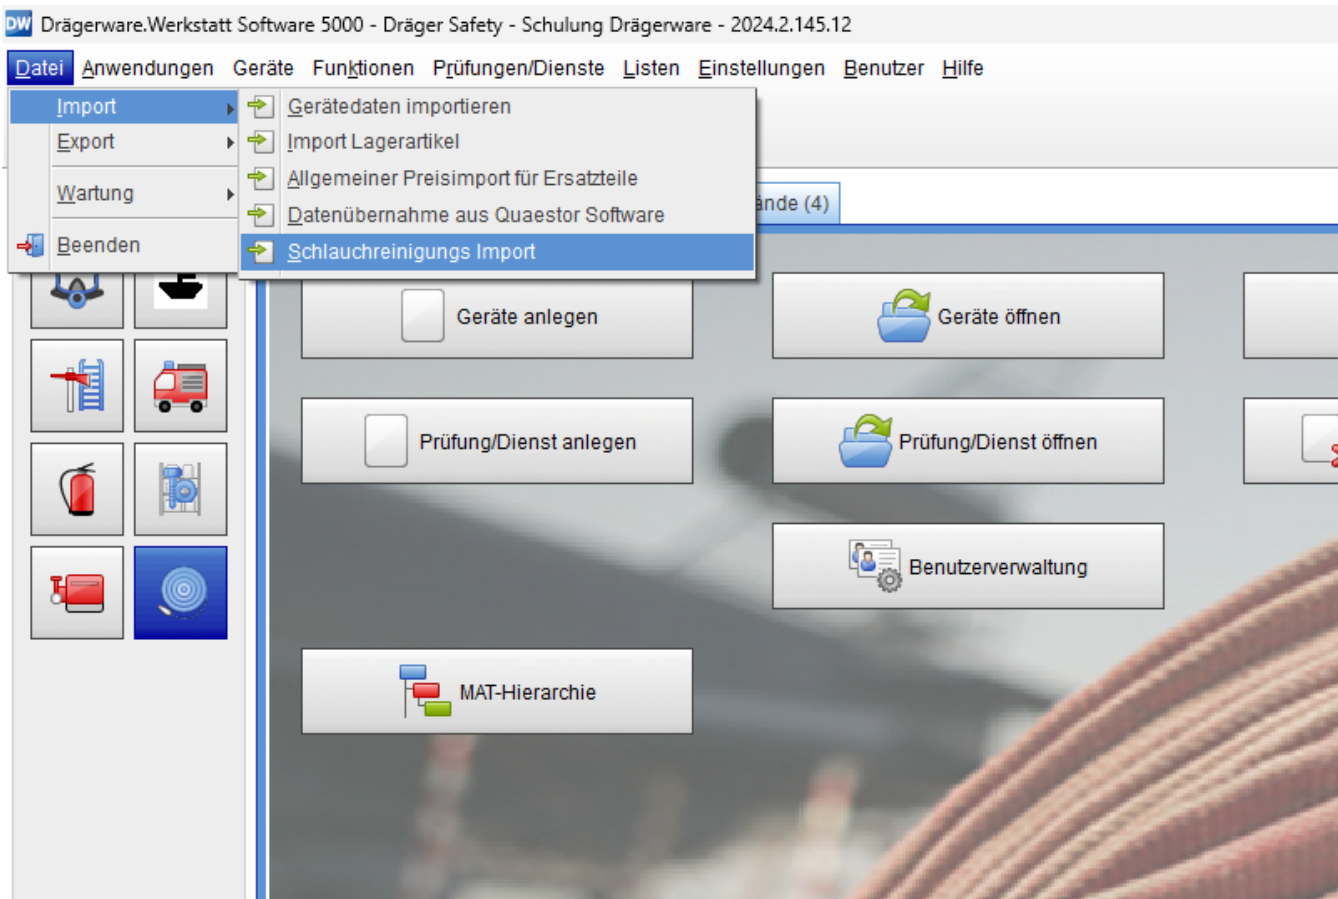 DW Drägerware.Werkstatt Software 5000 - Dräger Safety - Schulung Drägerware - 2024.2.145.12
Datei Anwendungen Geräte Funktionen Prüfungen/Dienste Listen Einstellungen Benutzer Hilfe
Import
Export
Wartung
Beenden
Gerätedaten importieren
Import Lagerartikel
Allgemeiner Preisimport für Ersatzteile
Datenübernahme aus Quaestor Software
Schlauchreinigungs Import
ände (4)
Geräte anlegen
Geräte öffnen
Prüfung/Dienst anlegen
Prüfung/Dienst öffnen
Benutzerverwaltung
MAT-Hierarchie